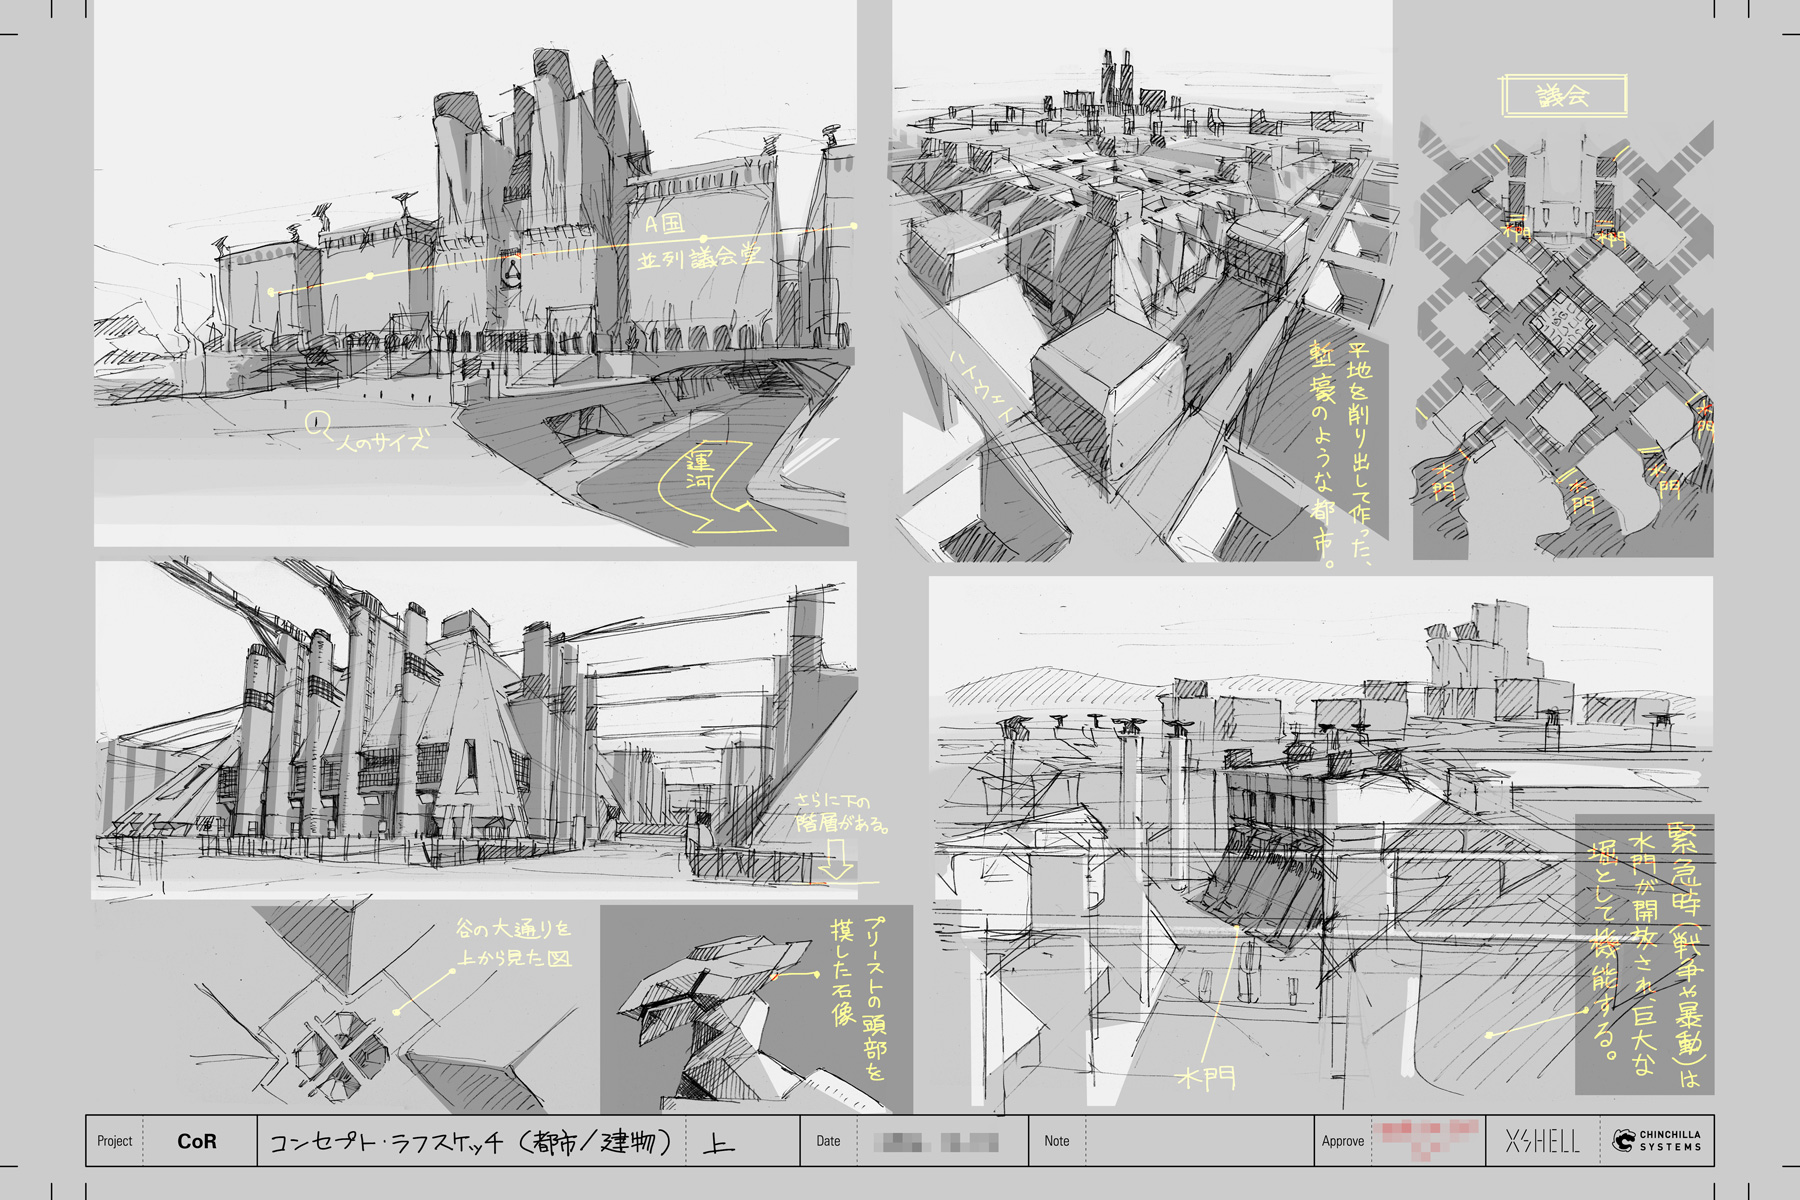 A国
並列議会堂
人のサイズ
運河
ハイウェイ
平地を削り出して作った、
塹壕のような都市。
議会
水門
水門
水門
水門
水門
水門
さらに下の
階層がある。
谷の大通りを
上から見た図
プリーストの頭部を
模した石像
緊急時(戦争や暴動)は
水門が開放され、巨大な
堀として機能する。
水門
Project
CoR
コンセプト・ラフスケッチ(都市/建物)
上
Date
Note
Approve
XSHELL
CHINCHILLA
SYSTEMS